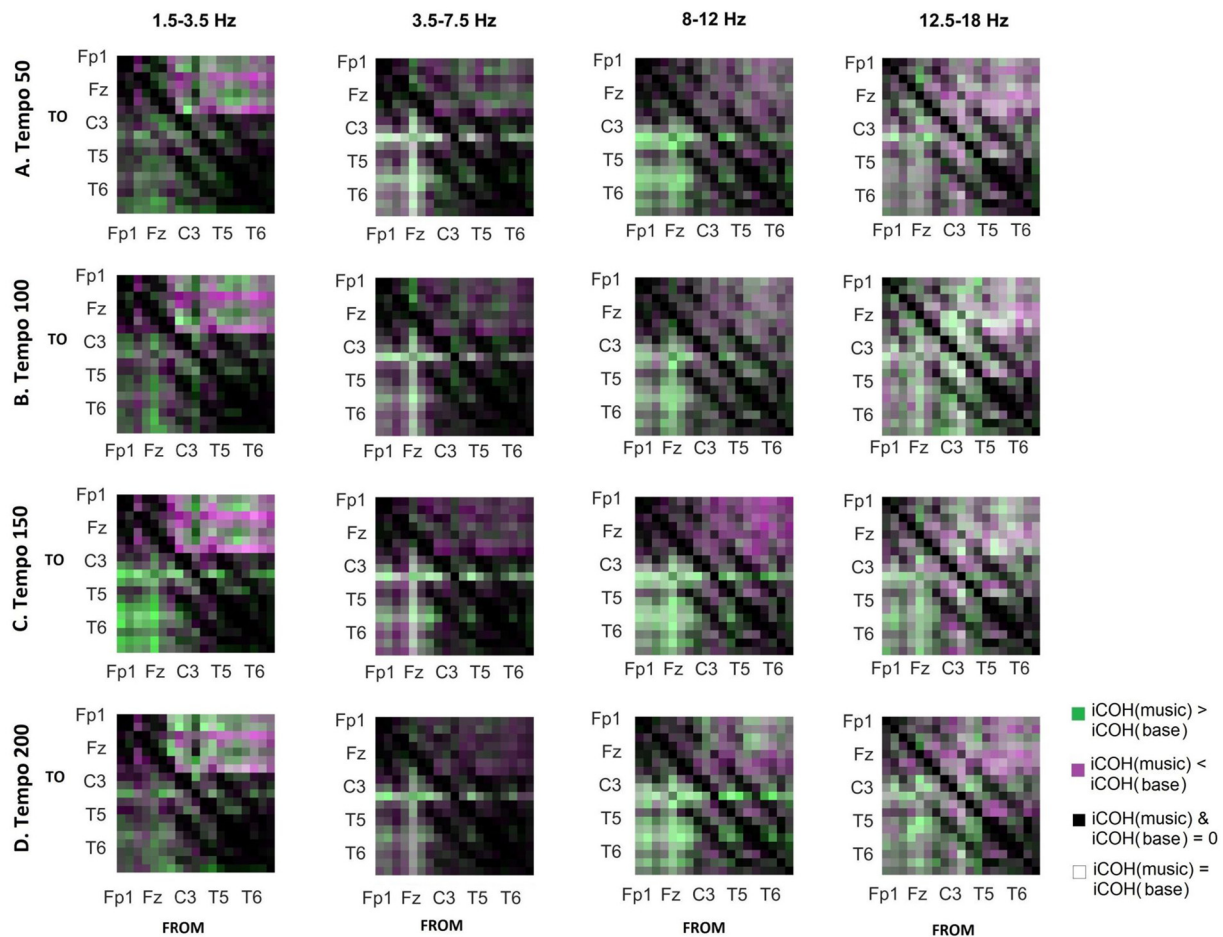 1.5-3.5 Hz 3.5-7.5 Hz 8-12 Hz 12.5-18 Hz
A. Tempo 50
TO
Fp1 Fp1 Fp1 Fp1
Fz Fz Fz Fz
C3 C3 C3 C3
T5 T5 T5 T5
T6 T6 T6 T6
Fp1 Fz C3 T5 T6 Fp1 Fz C3 T5 T6 Fp1 Fz C3 T5 T6 Fp1 Fz C3 T5 T6
B. Tempo 100
TO
Fp1 Fp1 Fp1 Fp1
Fz Fz Fz Fz
C3 C3 C3 C3
T5 T5 T5 T5
T6 T6 T6 T6
Fp1 Fz C3 T5 T6 Fp1 Fz C3 T5 T6 Fp1 Fz C3 T5 T6 Fp1 Fz C3 T5 T6
C. Tempo 150
TO
Fp1 Fp1 Fp1 Fp1
Fz Fz Fz Fz
C3 C3 C3 C3
T5 T5 T5 T5
T6 T6 T6 T6
Fp1 Fz C3 T5 T6 Fp1 Fz C3 T5 T6 Fp1 Fz C3 T5 T6 Fp1 Fz C3 T5 T6
D. Tempo 200
TO
Fp1 Fp1 Fp1 Fp1
Fz Fz Fz Fz
C3 C3 C3 C3
T5 T5 T5 T5
T6 T6 T6 T6
Fp1 Fz C3 T5 T6 Fp1 Fz C3 T5 T6 Fp1 Fz C3 T5 T6 Fp1 Fz C3 T5 T6
FROM FROM FROM FROM
iCOH(music) >
iCOH(base)
iCOH(music) <
iCOH(base)
iCOH(music) &
iCOH(base) = 0
iCOH(music) =
iCOH(base)